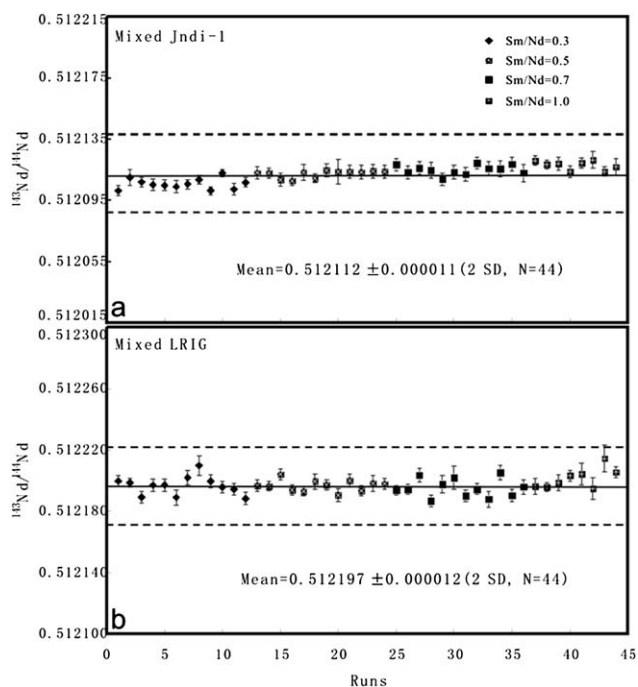 a
Mixed Jndi-1
Sm/Nd=0.3
Sm/Nd=0.5
Sm/Nd=0.7
Sm/Nd=1.0
0.512215
0.512175
0.512135
0.512095
0.512055
0.512015
¹⁴³Nd/¹⁴⁴Nd
Mean=0.512112 ±0.000011(2 SD, N=44)
b
Mixed LRIG
0.512300
0.512260
0.512220
0.512180
0.512140
0.512100
¹⁴³Nd/¹⁴⁴Nd
Mean=0.512197 ±0.000012(2 SD, N=44)
0 5 10 15 20 25 30 35 40 45
Runs